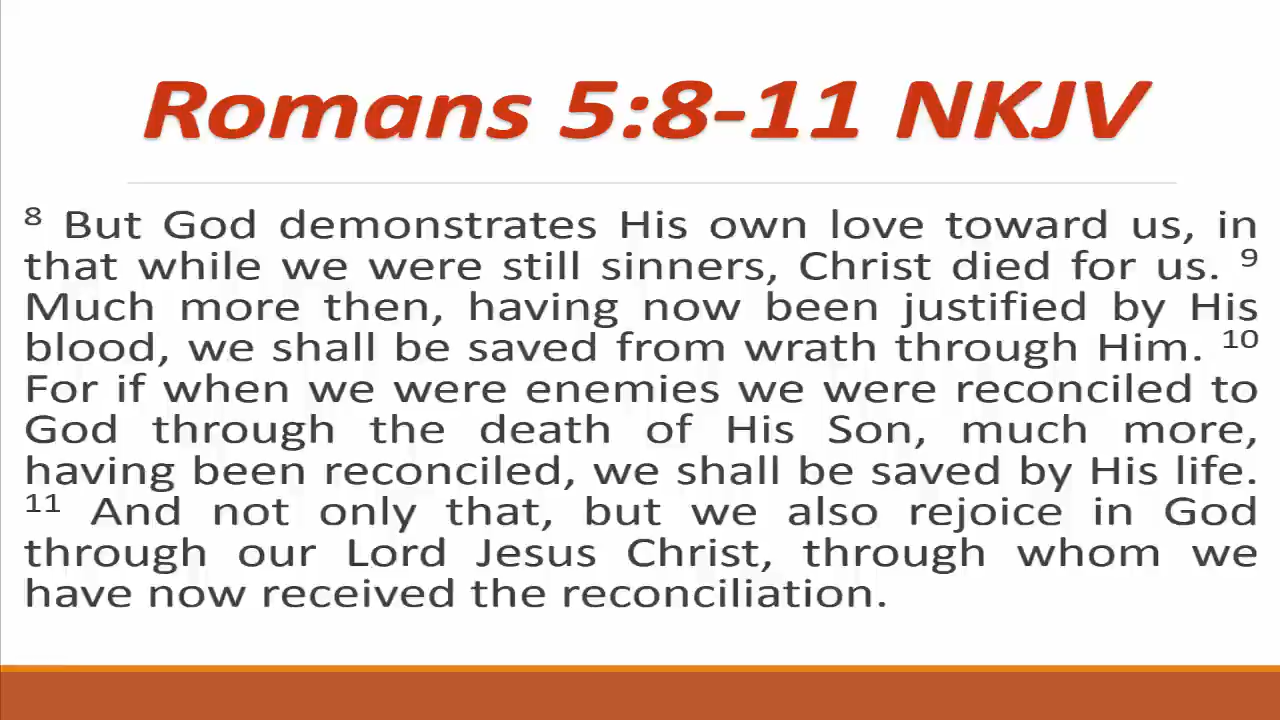 Romans 5:8-11 NKJV
8 But God demonstrates His own love toward us, in
that while we were still sinners, Christ died for us. 9
Much more then, having now been justified by His
blood, we shall be saved from wrath through Him. 10
For if when we were enemies we were reconciled to
God through the death of His Son, much more,
having been reconciled, we shall be saved by His life.
11 And not only that, but we also rejoice in God
through our Lord Jesus Christ, through whom we
have now received the reconciliation.